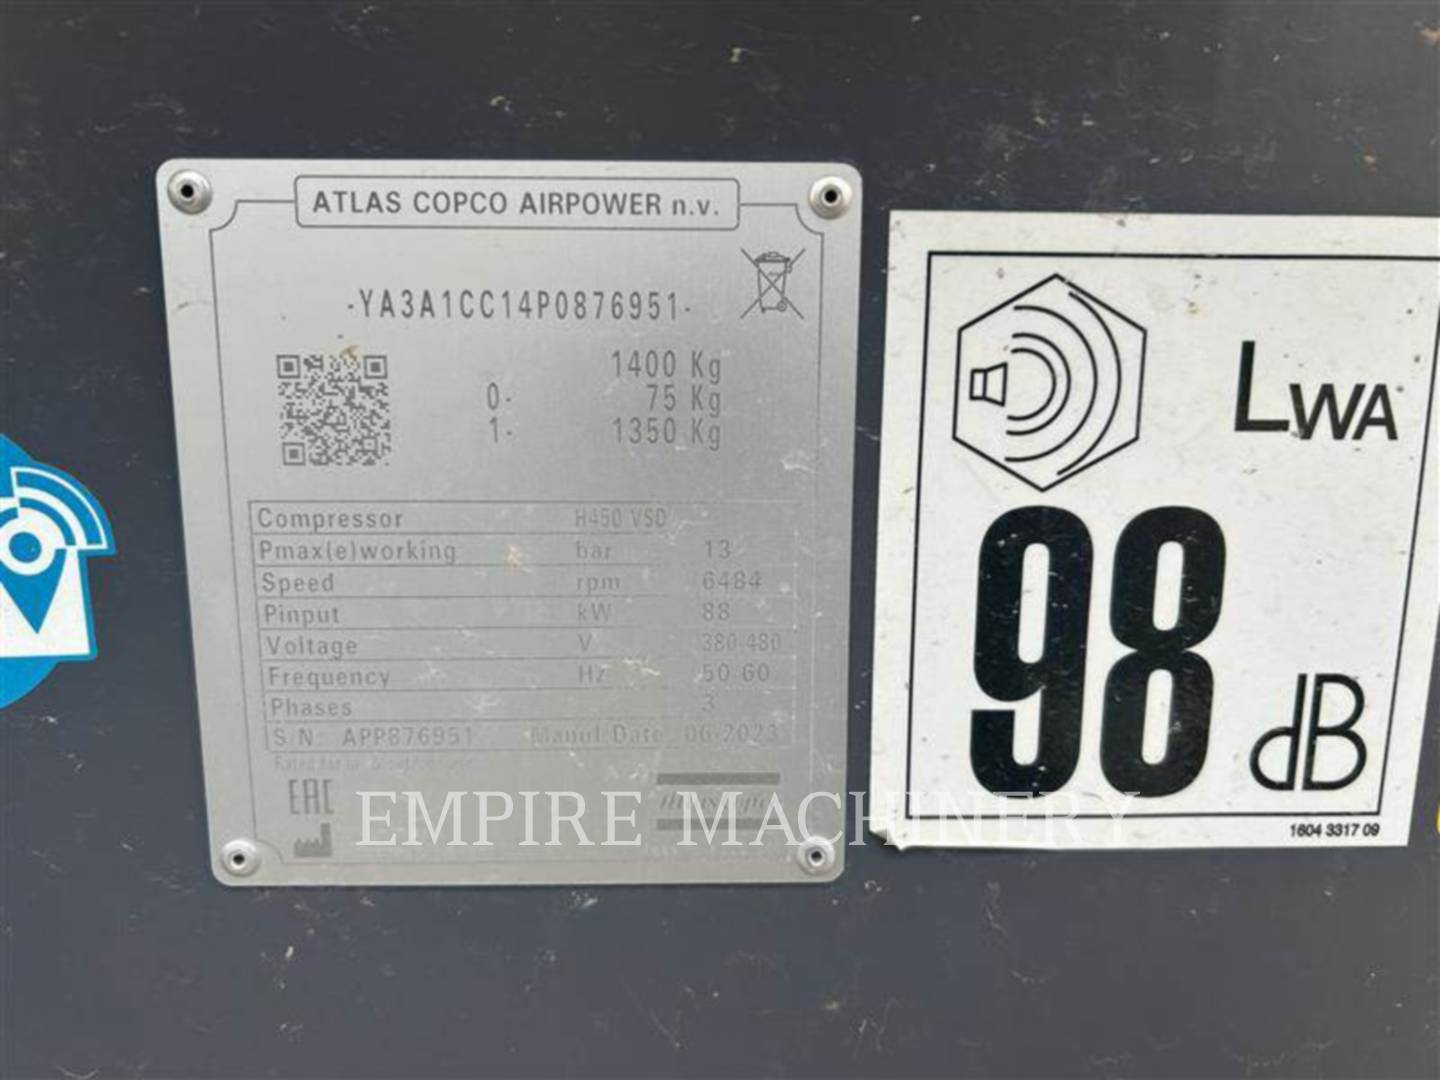 ATLAS COPCO AIRPOWER n.v.
-YA3A1CC14P0876951-
1400 Kg
0- 75 Kg
1- 1350 Kg
Compressor H450 VSD
Pmax(e)working bar 13
Speed rpm 6484
Pinput kW 88
Voltage V 380-480
Frequency Hz 50-60
Phases 3
S/N: APP876951 Manuf.Date 06.2023
EAC
LWA
98
dB
1604 3317 09
EMPIRE MACHINERY